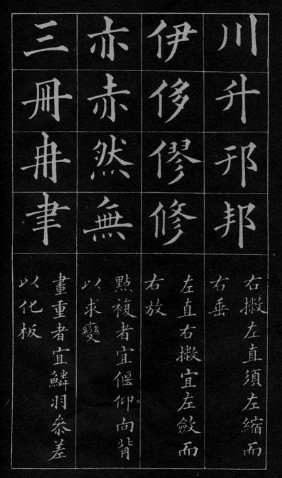 川升邢邦
右撇左直須左縮而
右垂
伊侈僇修
左直右撇宜左斂而
右放
亦赤然無
點複者宜偃仰向背
以求變
三冊冉聿
畫重者宜鱗羽參差
以化板